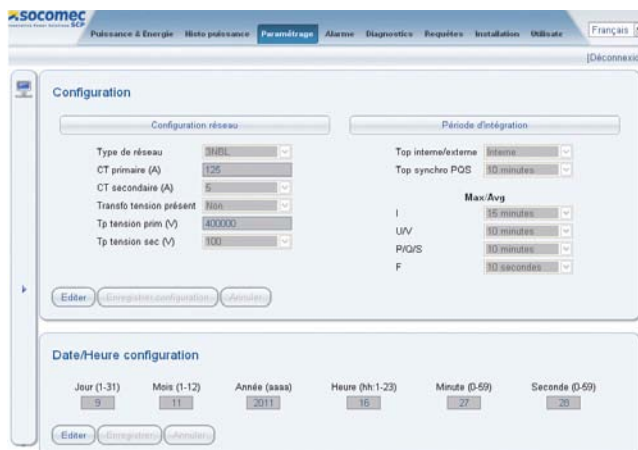 socomec
SCP
Puissance & Énergie Histo puissance Paramétrage Alarme Diagnostics Requêtes Installation Utilisate
Français
[Déconnexio
Configuration
Configuration réseau
Période d'intégration
Type de réseau 3NBL
CT primaire (A) 125
CT secondaire (A) 5
Transfo tension présent Non
Tp tension prim (V) 400000
Tp tension sec (V) 100
Top interne/externe Interne
Top synchro PQS 10 minutes
Max/Avg
I 15 minutes
U/V 10 minutes
P/Q/S 10 minutes
F 10 secondes
Editer Enregistrer configuration Annuler
Date/Heure configuration
Jour (1-31) Mois (1-12) Année (aaaa) Heure (hh:1-23) Minute (0-59) Seconde (0-59)
9 11 2011 16 27 28
Editer Enregistrer Annuler